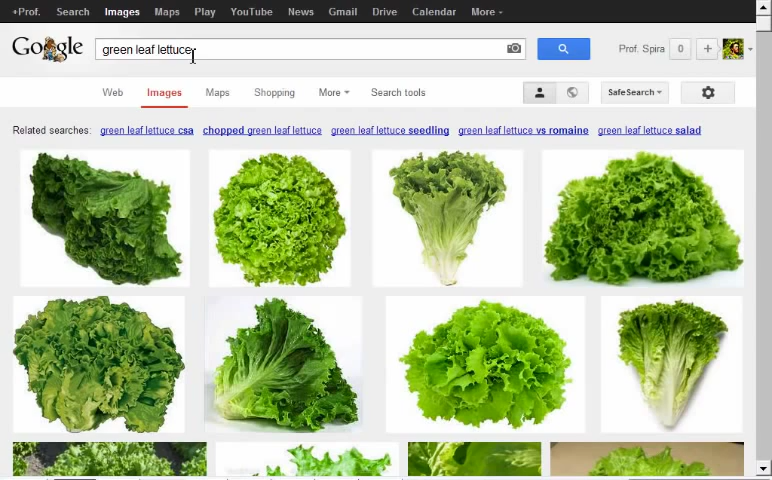 +Prof. Search Images Maps Play YouTube News Gmail Drive Calendar More
Google green leaf lettuce Prof. Spira 0 +
Web Images Maps Shopping More Search tools SafeSearch
Related searches: green leaf lettuce csa chopped green leaf lettuce green leaf lettuce seedling green leaf lettuce vs romaine green leaf lettuce salad